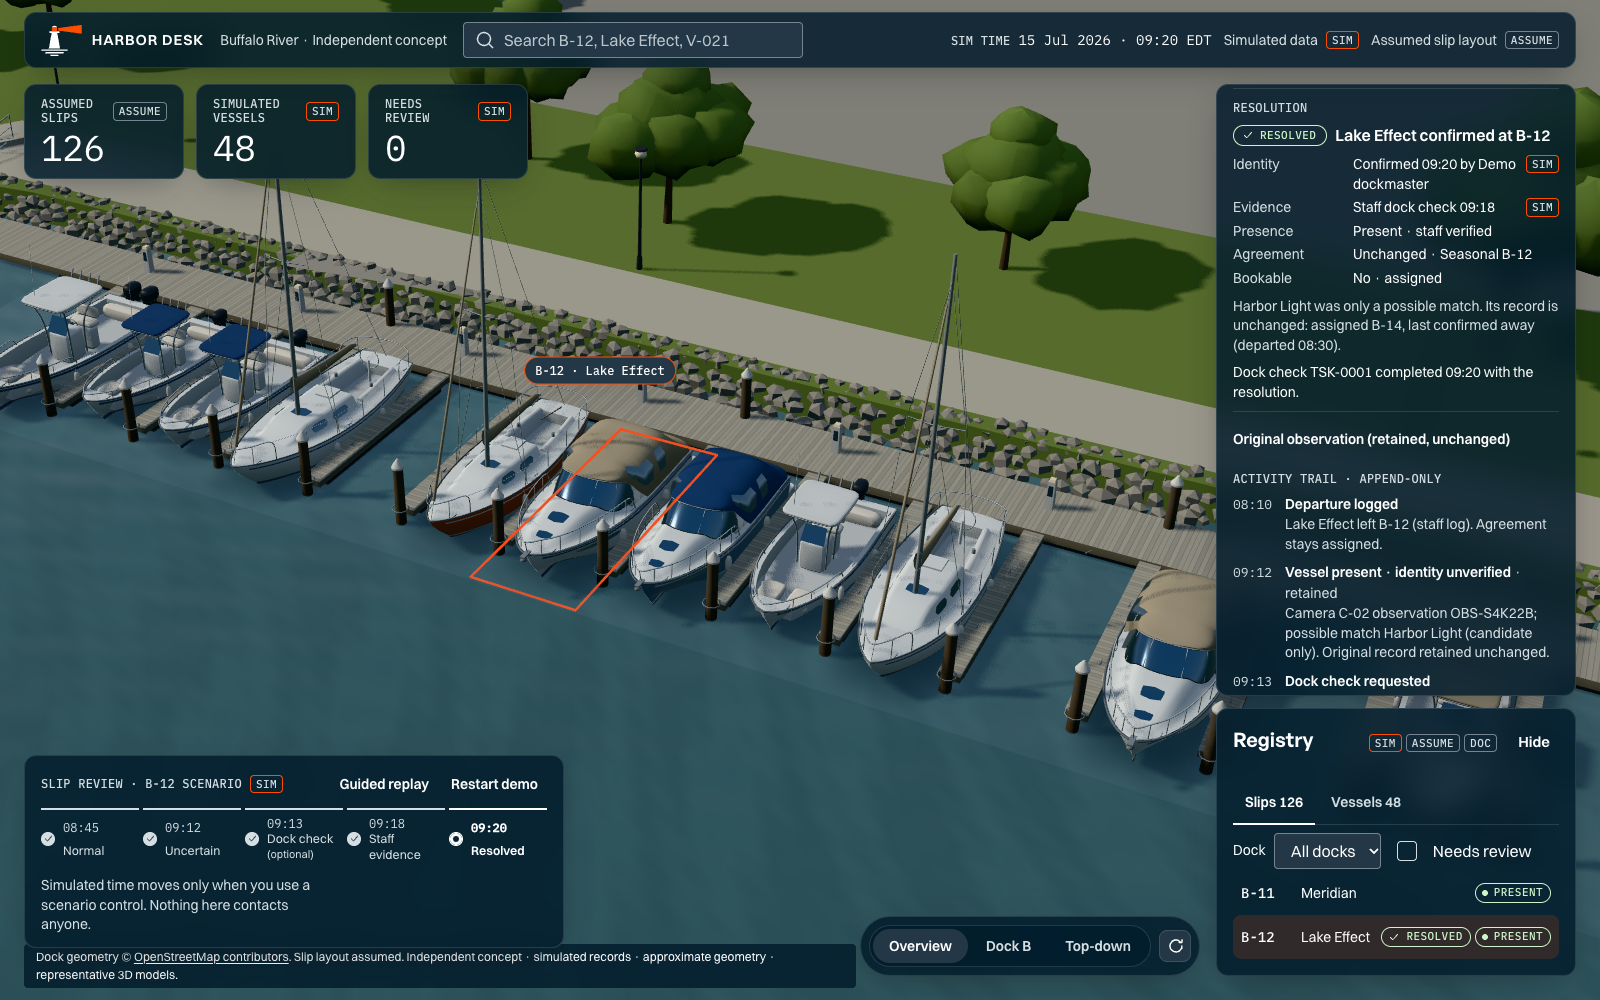 HARBOR DESK
Buffalo River · Independent concept
Search B-12, Lake Effect, V-021
SIM TIME 15 Jul 2026 · 09:20 EDT
Simulated data SIM
Assumed slip layout ASSUME
ASSUMED SLIPS ASSUME
126
SIMULATED VESSELS SIM
48
NEEDS REVIEW SIM
0
B-12 · Lake Effect
RESOLUTION
RESOLVED Lake Effect confirmed at B-12
Identity Confirmed 09:20 by Demo SIM
dockmaster
Evidence Staff dock check 09:18 SIM
Presence Present · staff verified
Agreement Unchanged · Seasonal B-12
Bookable No · assigned
Harbor Light was only a possible match. Its record is
unchanged: assigned B-14, last confirmed away
(departed 08:30).
Dock check TSK-0001 completed 09:20 with the
resolution.
Original observation (retained, unchanged)
ACTIVITY TRAIL · APPEND-ONLY
08:10 Departure logged
Lake Effect left B-12 (staff log). Agreement
stays assigned.
09:12 Vessel present · identity unverified ·
retained
Camera C-02 observation OBS-S4K22B;
possible match Harbor Light (candidate
only). Original record retained unchanged.
09:13 Dock check requested
Registry SIM ASSUME DOC Hide
Slips 126 Vessels 48
Dock All docks Needs review
B-11 Meridian PRESENT
B-12 Lake Effect RESOLVED PRESENT
SLIP REVIEW · B-12 SCENARIO SIM Guided replay Restart demo
08:45
Normal
09:12
Uncertain
09:13
Dock check
(optional)
09:18
Staff
evidence
09:20
Resolved
Simulated time moves only when you use a
scenario control. Nothing here contacts
anyone.
Dock geometry © OpenStreetMap contributors. Slip layout assumed. Independent concept · simulated records · approximate geometry ·
representative 3D models.
Overview Dock B Top-down